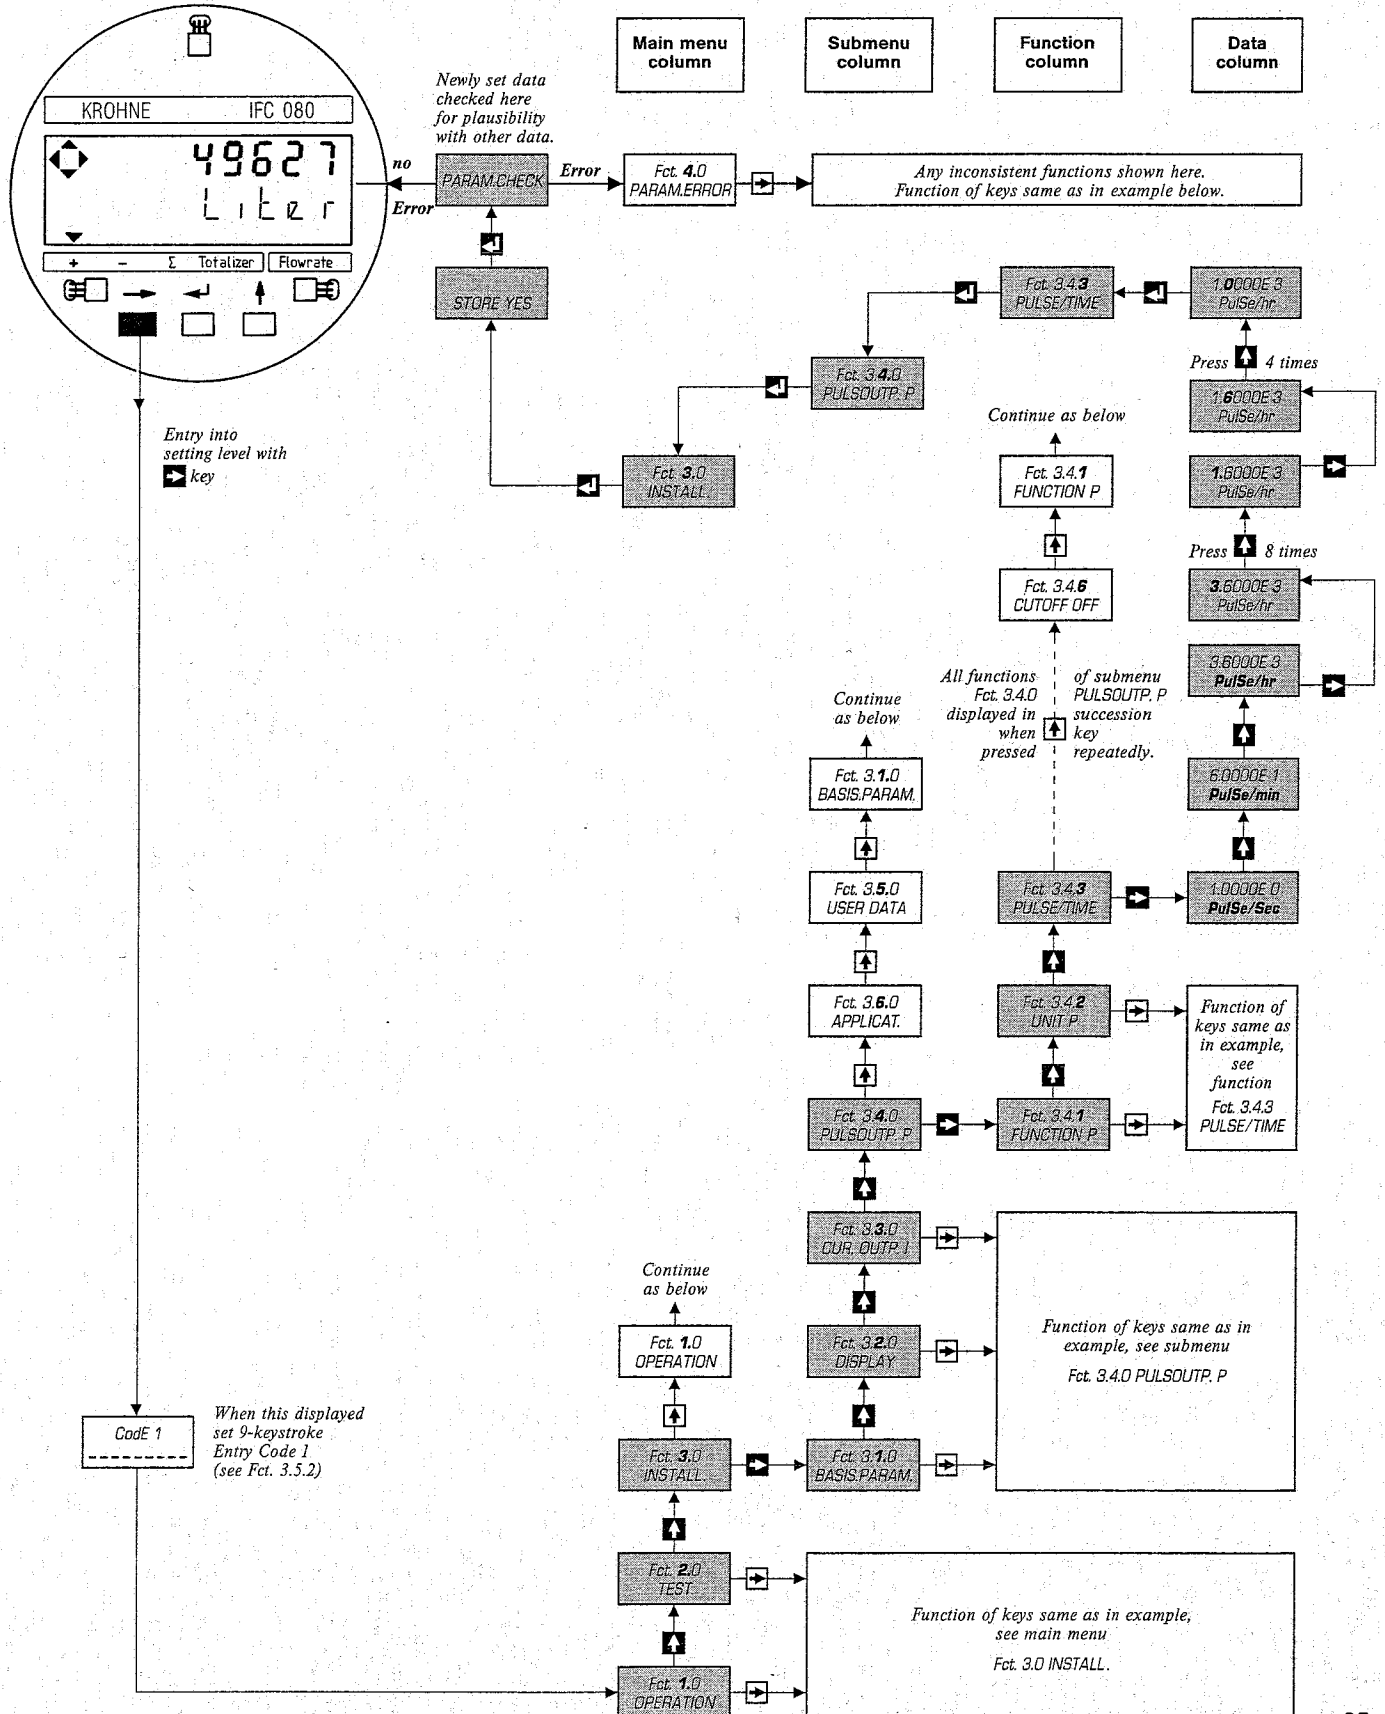 Main menu
column
Submenu
column
Function
column
Data
column
KROHNE IFC 080
49627
Liter
+ − Σ Totalizer Flowrate
Newly set data
checked here
for plausibility
with other data.
no
Error
PARAM.CHECK
Error
Fct. 4.0
PARAM.ERROR
Any inconsistent functions shown here.
Function of keys same as in example below.
STORE YES
Fct. 3.4.3
PULSE/TIME
1.0000E 3
PulSe/hr
Press 4 times
Fct. 3.4.0
PULSOUTP. P
1.6000E 3
PulSe/hr
Continue as below
Entry into
setting level with
key
Fct. 3.0
INSTALL.
Fct. 3.4.1
FUNCTION P
1.6000E 3
PulSe/hr
Press 8 times
Fct. 3.4.6
CUTOFF OFF
3.6000E 3
PulSe/hr
All functions of submenu
Fct. 3.4.0 PULSOUTP. P
displayed in succession
when key
pressed repeatedly.
3.6000E 3
PulSe/hr
Continue
as below
Fct. 3.1.0
BASIS.PARAM.
6.0000E 1
PulSe/min
Fct. 3.5.0
USER DATA
Fct. 3.4.3
PULSE/TIME
1.0000E 0
PulSe/Sec
Fct. 3.6.0
APPLICAT.
Fct. 3.4.2
UNIT P
Function of
keys same as
in example,
see
function
Fct. 3.4.3
PULSE/TIME
Fct. 3.4.0
PULSOUTP. P
Fct. 3.4.1
FUNCTION P
Fct. 3.3.0
CUR. OUTP. I
Continue
as below
Fct. 1.0
OPERATION
Fct. 3.2.0
DISPLAY
Function of keys same as in
example, see submenu
Fct. 3.4.0 PULSOUTP. P
CodE 1
When this displayed
set 9-keystroke
Entry Code 1
(see Fct. 3.5.2)
Fct. 3.0
INSTALL.
Fct. 3.1.0
BASIS.PARAM.
Fct. 2.0
TEST
Function of keys same as in example,
see main menu
Fct. 3.0 INSTALL.
Fct. 1.0
OPERATION